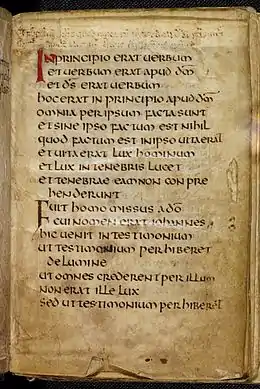 IN PRINCIPIO ERAT UERBUM
ET UERBUM ERAT APUD DM̄
ET DS̄ ERAT UERBUM
HOC ERAT IN PRINCIPIO APUD DM̄
OMNIA PER IPSUM FACTA SUNT
ET SINE IPSO FACTUM EST NIHIL
QUOD FACTUM EST IN IPSO UITA ERAT
ET UITA ERAT LUX HOMINUM
ET LUX IN TENEBRIS LUCET
ET TENEBRAE EAM NON CONPRE
HENDERUNT
FUIT HOMO MISSUS A DŌ
CUI NOMEN ERAT IOHANNES
HIC UENIT IN TESTIMONIUM
UT TESTIMONIUM PERHIBERET
DE LUMINE
UT OMNES CREDERENT PER ILLUM
NON ERAT ILLE LUX
SED UT TESTIMONIUM PERHIBERET